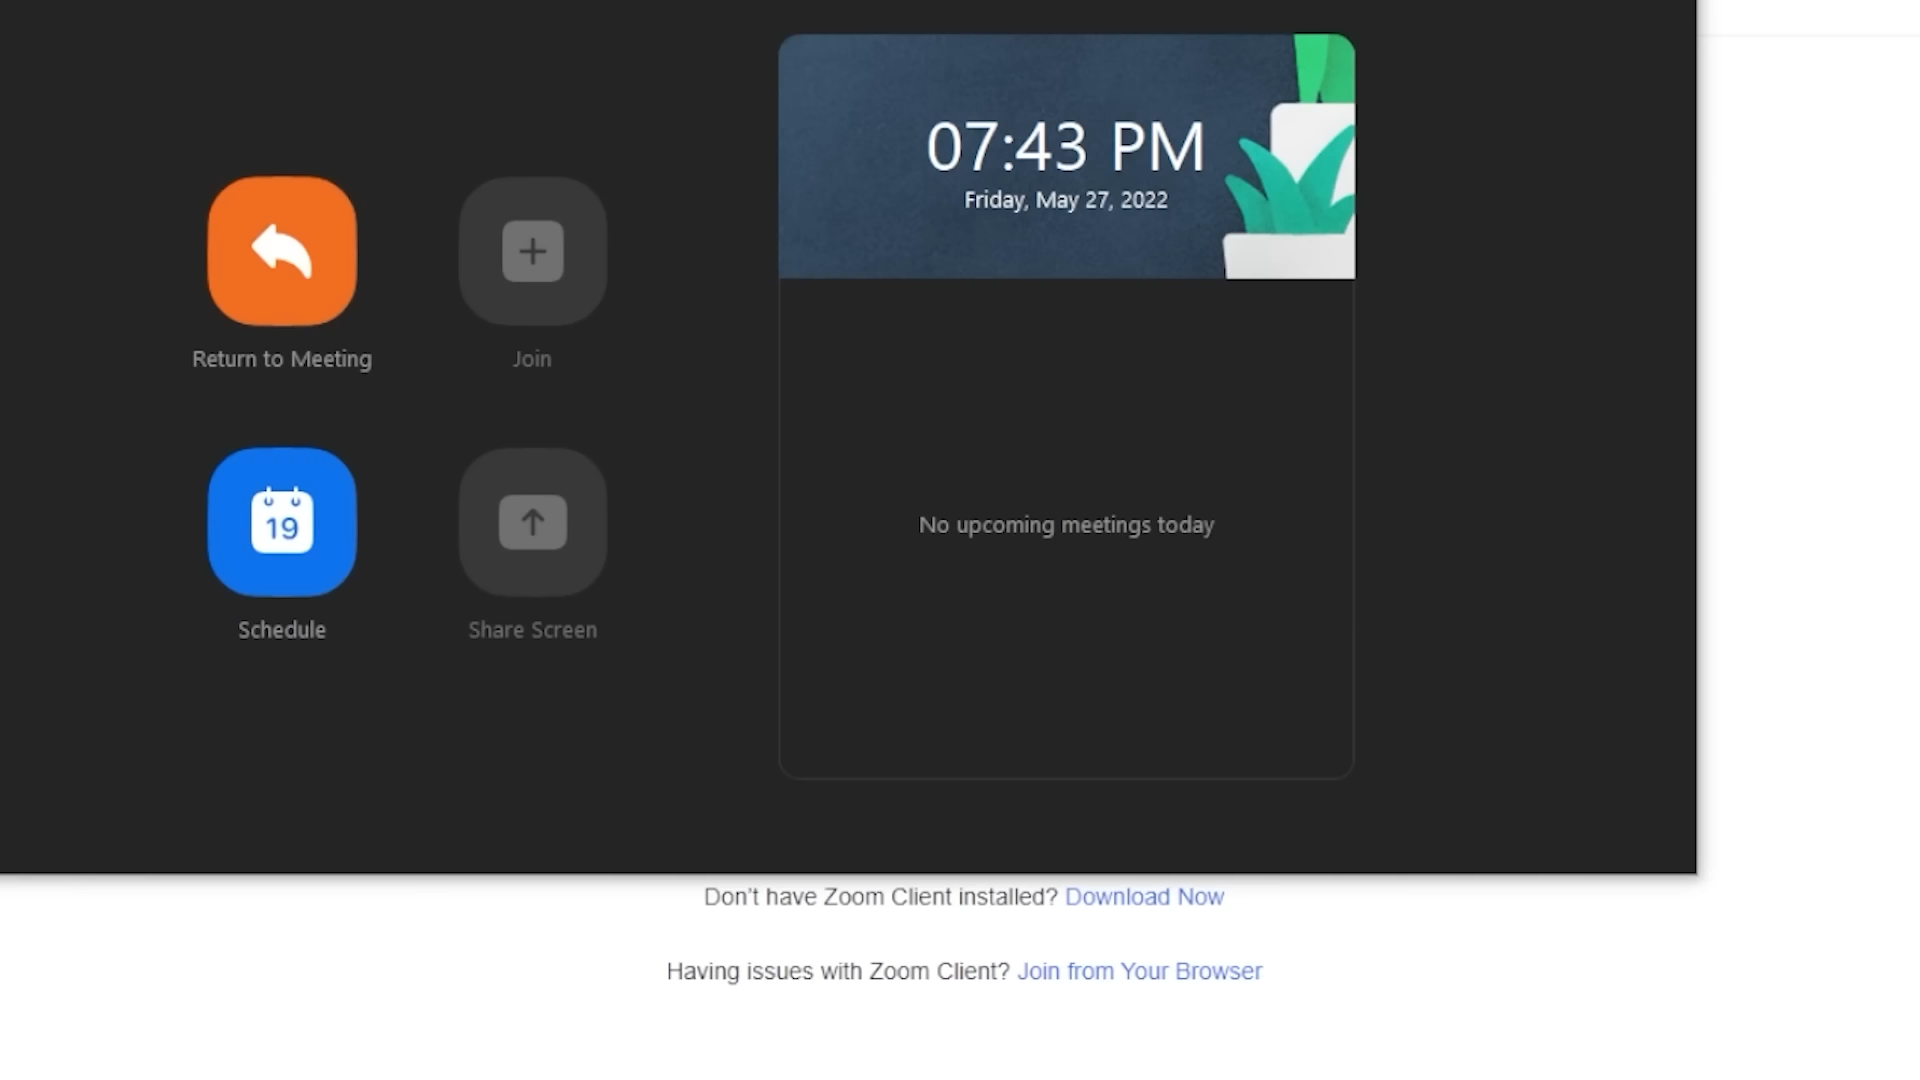 07:43 PM
Friday, May 27, 2022
Return to Meeting
Join
19
Schedule
Share Screen
No upcoming meetings today
Don't have Zoom Client installed? Download Now
Having issues with Zoom Client? Join from Your Browser